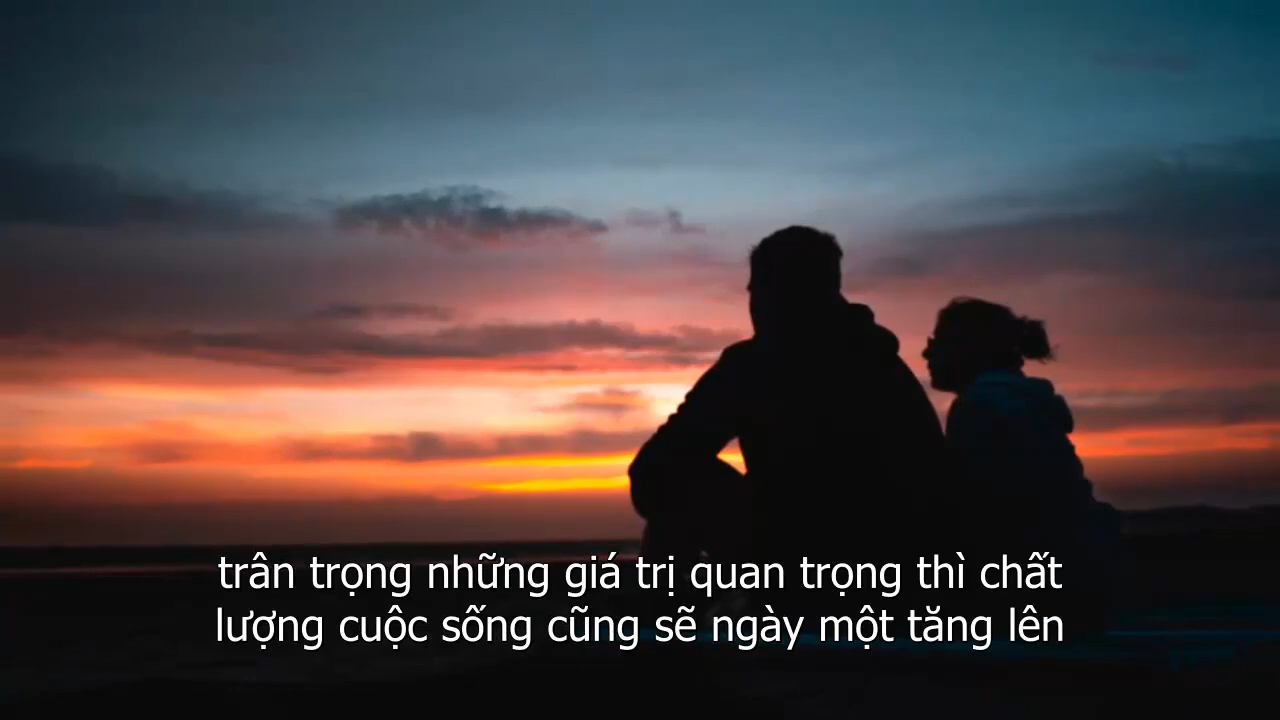 trân trọng những giá trị quan trọng thì chất
lượng cuộc sống cũng sẽ ngày một tăng lên